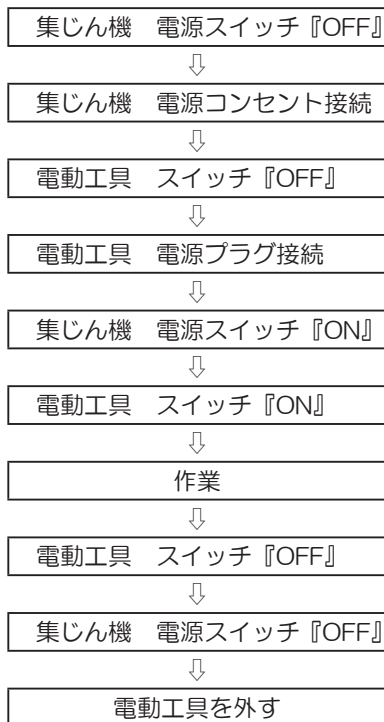 集じん機　電源スイッチ『OFF』
⇩
集じん機　電源コンセント接続
⇩
電動工具　スイッチ『OFF』
⇩
電動工具　電源プラグ接続
⇩
集じん機　電源スイッチ『ON』
⇩
電動工具　スイッチ『ON』
⇩
作業
⇩
電動工具　スイッチ『OFF』
⇩
集じん機　電源スイッチ『OFF』
⇩
電動工具を外す